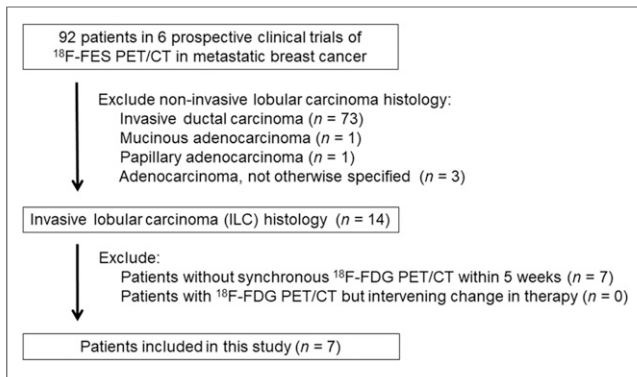 92 patients in 6 prospective clinical trials of
¹⁸F-FES PET/CT in metastatic breast cancer
Exclude non-invasive lobular carcinoma histology:
Invasive ductal carcinoma (n = 73)
Mucinous adenocarcinoma (n = 1)
Papillary adenocarcinoma (n = 1)
Adenocarcinoma, not otherwise specified (n = 3)
Invasive lobular carcinoma (ILC) histology (n = 14)
Exclude:
Patients without synchronous ¹⁸F-FDG PET/CT within 5 weeks (n = 7)
Patients with ¹⁸F-FDG PET/CT but intervening change in therapy (n = 0)
Patients included in this study (n = 7)